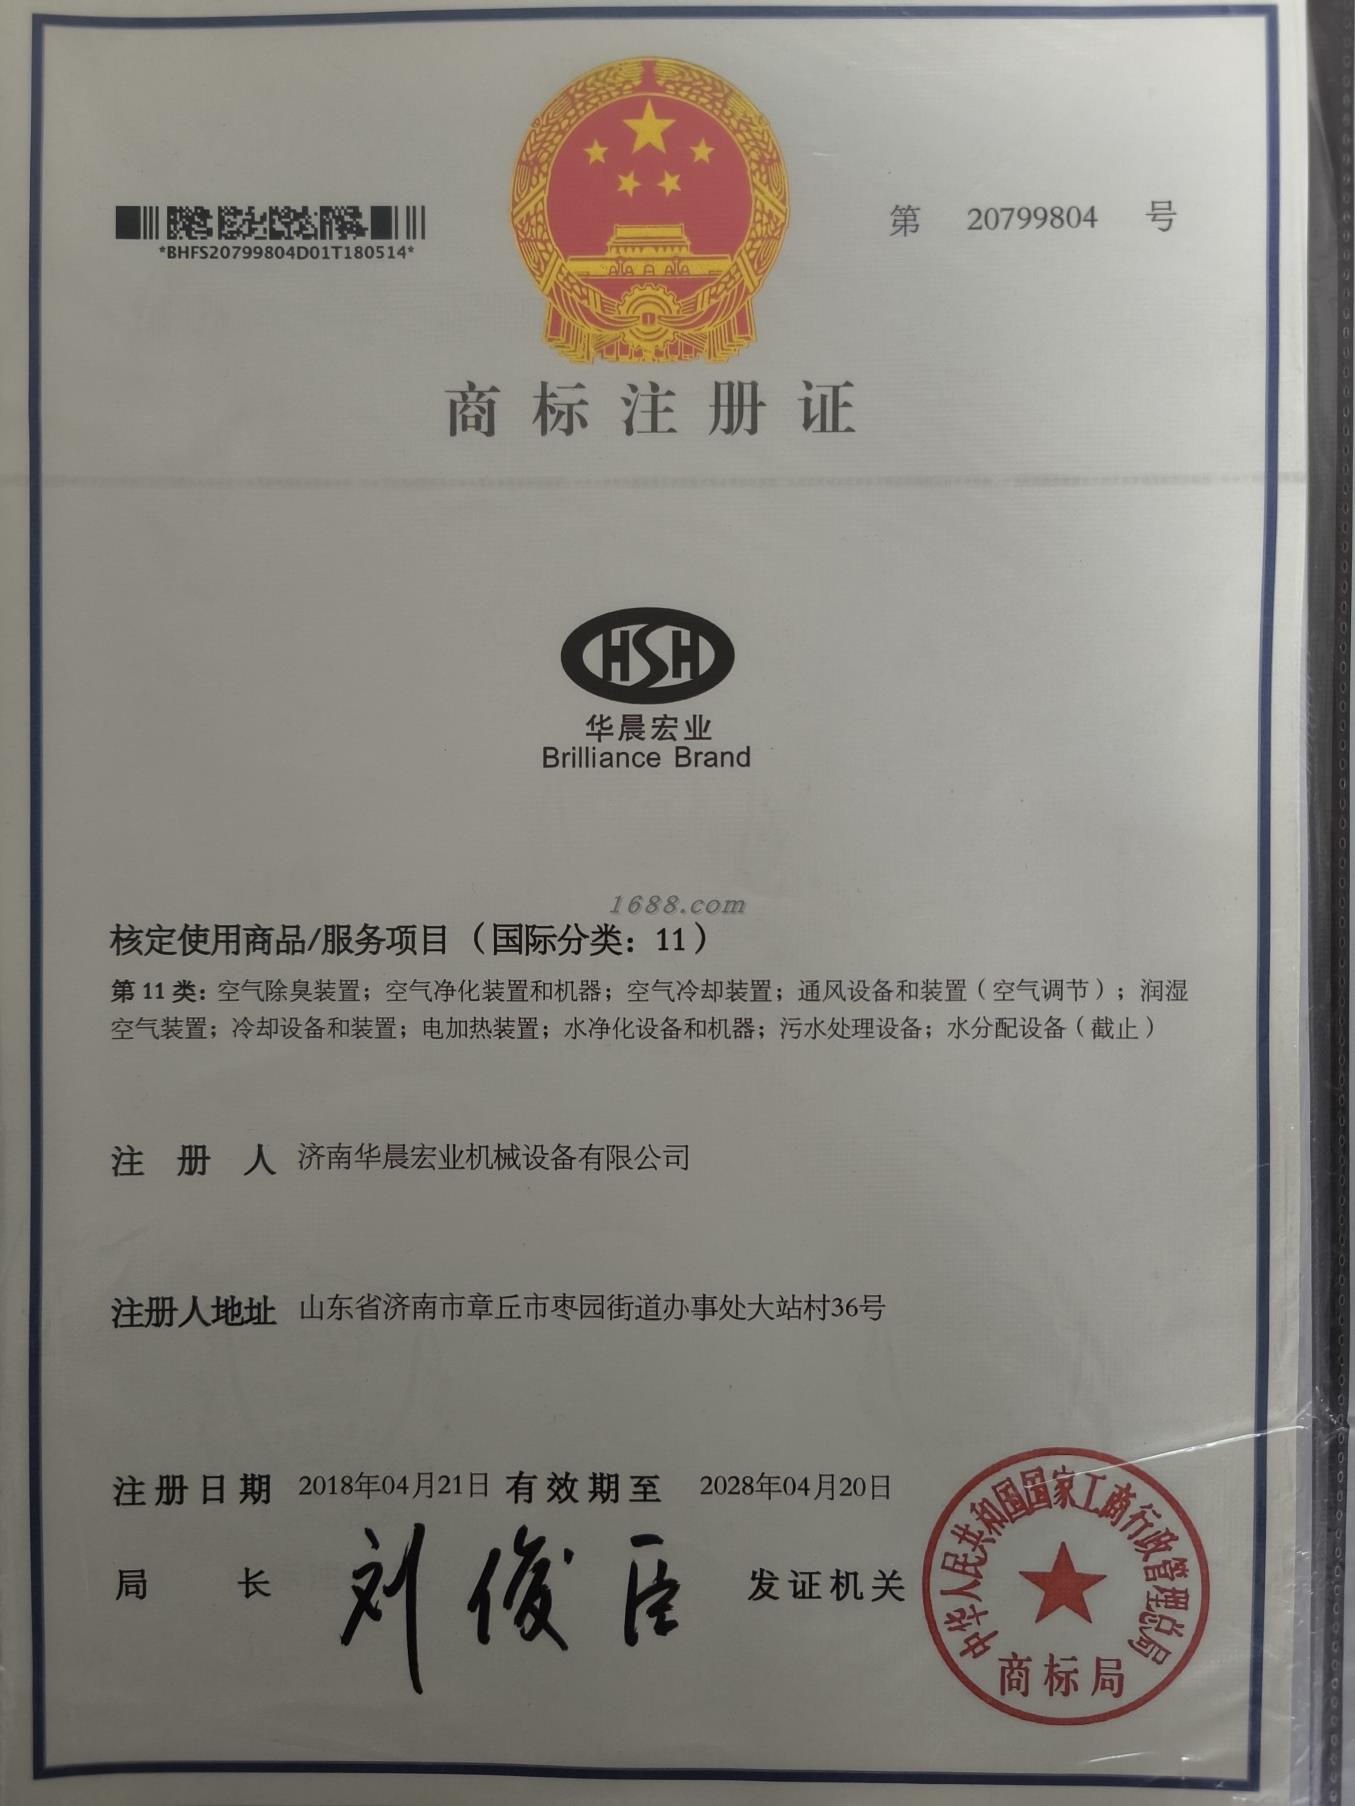 *BHFS20799804D01T180514*
第 20799804 号
商标注册证
HSH
华晨宏业
Brilliance Brand
1688.com
核定使用商品/服务项目（国际分类：11）
第11类：空气除臭装置；空气净化装置和机器；空气冷却装置；通风设备和装置（空气调节）；润湿
空气装置；冷却设备和装置；电加热装置；水净化设备和机器；污水处理设备；水分配设备（截止）
注册人 济南华晨宏业机械设备有限公司
注册人地址 山东省济南市章丘市枣园街道办事处大站村36号
注册日期 2018年04月21日 有效期至 2028年04月20日
局长 刘俊臣 发证机关
中华人民共和国国家工商行政管理总局
商标局